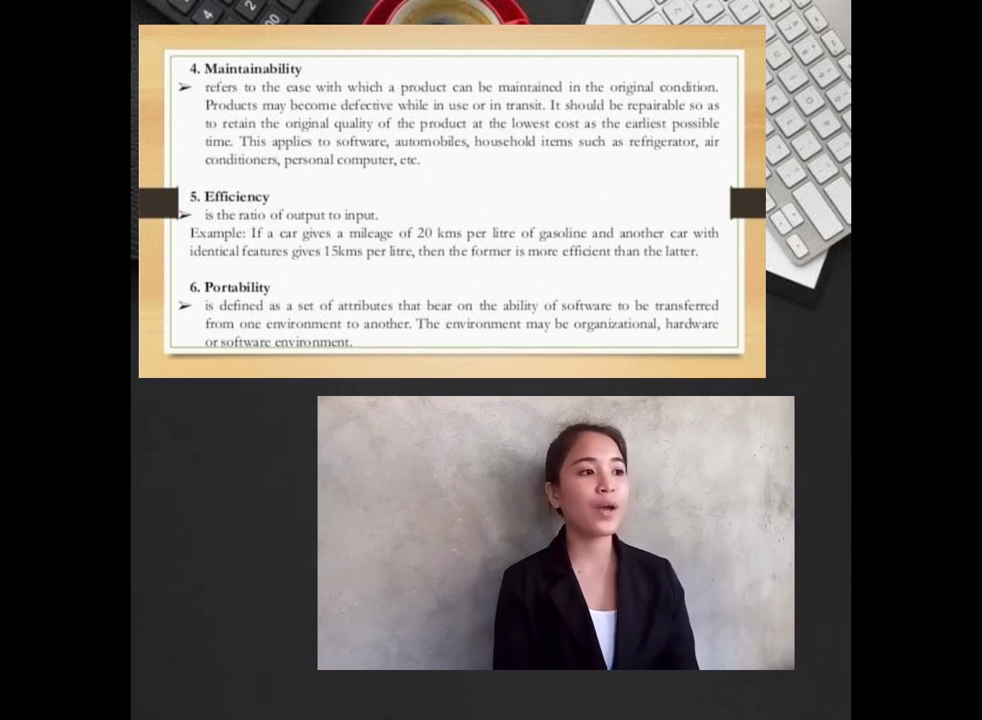 4. Maintainability
➢ refers to the ease with which a product can be maintained in the original condition.
Products may become defective while in use or in transit. It should be repairable so as
to retain the original quality of the product at the lowest cost as the earliest possible
time. This applies to software, automobiles, household items such as refrigerator, air
conditioners, personal computer, etc.
5. Efficiency
➢ is the ratio of output to input.
Example: If a car gives a mileage of 20 kms per litre of gasoline and another car with
identical features gives 15kms per litre, then the former is more efficient than the latter.
6. Portability
➢ is defined as a set of attributes that bear on the ability of software to be transferred
from one environment to another. The environment may be organizational, hardware
or software environment.